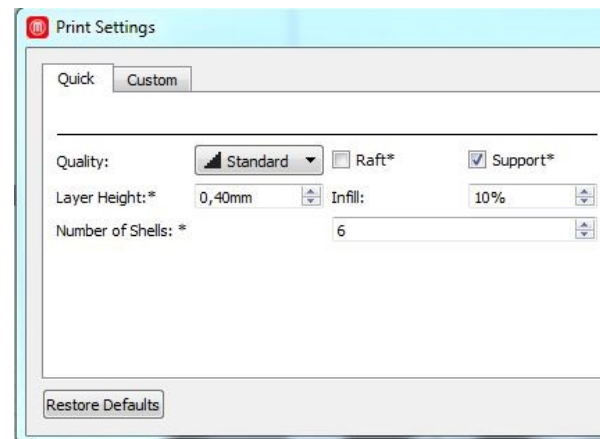 Print Settings
Quick Custom
Quality: Standard Raft* Support*
Layer Height:* 0,40mm Infill: 10%
Number of Shells: * 6
Restore Defaults